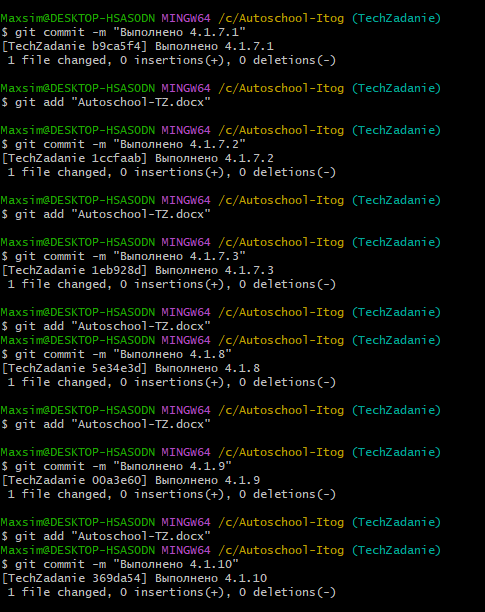 Maxsim@DESKTOP-HSASODN MINGW64 /c/Autoschool-Itog (TechZadanie)
$ git commit -m "Выполнено 4.1.7.1"
[TechZadanie b9ca5f4] Выполнено 4.1.7.1
 1 file changed, 0 insertions(+), 0 deletions(-)
Maxsim@DESKTOP-HSASODN MINGW64 /c/Autoschool-Itog (TechZadanie)
$ git add "Autoschool-TZ.docx"
Maxsim@DESKTOP-HSASODN MINGW64 /c/Autoschool-Itog (TechZadanie)
$ git commit -m "Выполнено 4.1.7.2"
[TechZadanie 1ccfaab] Выполнено 4.1.7.2
 1 file changed, 0 insertions(+), 0 deletions(-)
Maxsim@DESKTOP-HSASODN MINGW64 /c/Autoschool-Itog (TechZadanie)
$ git add "Autoschool-TZ.docx"
Maxsim@DESKTOP-HSASODN MINGW64 /c/Autoschool-Itog (TechZadanie)
$ git commit -m "Выполнено 4.1.7.3"
[TechZadanie 1eb928d] Выполнено 4.1.7.3
 1 file changed, 0 insertions(+), 0 deletions(-)
Maxsim@DESKTOP-HSASODN MINGW64 /c/Autoschool-Itog (TechZadanie)
$ git add "Autoschool-TZ.docx"
Maxsim@DESKTOP-HSASODN MINGW64 /c/Autoschool-Itog (TechZadanie)
$ git commit -m "Выполнено 4.1.8"
[TechZadanie 5e34e3d] Выполнено 4.1.8
 1 file changed, 0 insertions(+), 0 deletions(-)
Maxsim@DESKTOP-HSASODN MINGW64 /c/Autoschool-Itog (TechZadanie)
$ git add "Autoschool-TZ.docx"
Maxsim@DESKTOP-HSASODN MINGW64 /c/Autoschool-Itog (TechZadanie)
$ git commit -m "Выполнено 4.1.9"
[TechZadanie 00a3e60] Выполнено 4.1.9
 1 file changed, 0 insertions(+), 0 deletions(-)
Maxsim@DESKTOP-HSASODN MINGW64 /c/Autoschool-Itog (TechZadanie)
$ git add "Autoschool-TZ.docx"
Maxsim@DESKTOP-HSASODN MINGW64 /c/Autoschool-Itog (TechZadanie)
$ git commit -m "Выполнено 4.1.10"
[TechZadanie 369da54] Выполнено 4.1.10
 1 file changed, 0 insertions(+), 0 deletions(-)